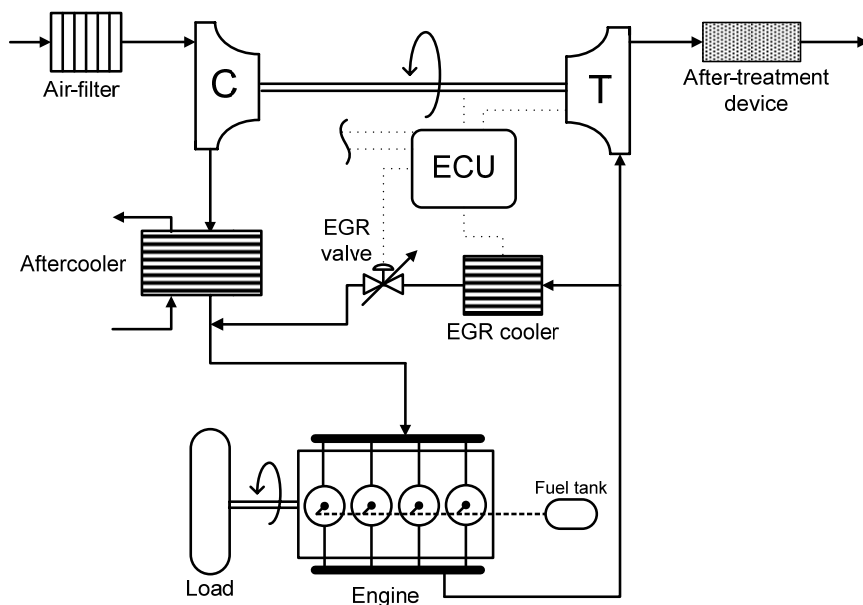 Air-filter
C
T
After-treatment
device
ECU
EGR
valve
Aftercooler
EGR cooler
Fuel tank
Load
Engine